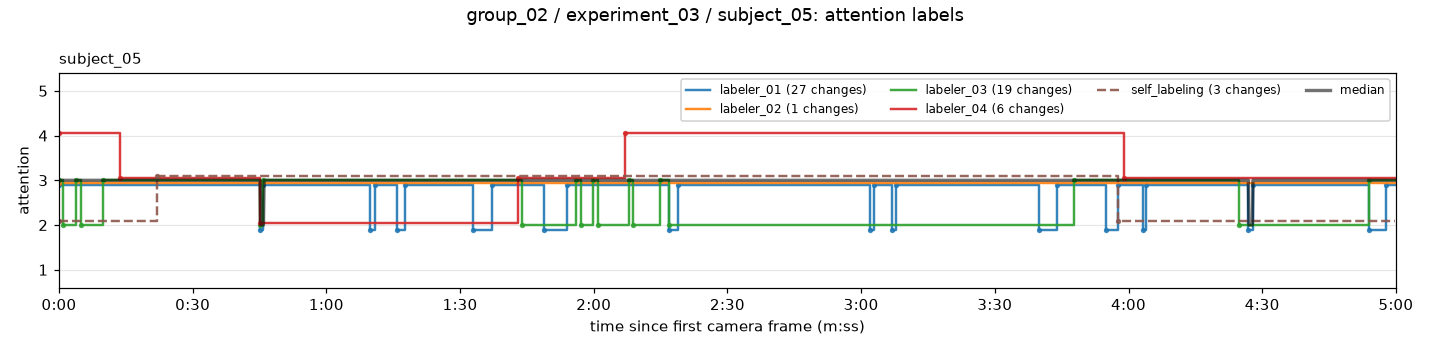 group_02 / experiment_03 / subject_05: attention labels
subject_05
labeler_01 (27 changes)
labeler_02 (1 changes)
labeler_03 (19 changes)
labeler_04 (6 changes)
self_labeling (3 changes)
median
attention
5
4
3
2
1
0:00 0:30 1:00 1:30 2:00 2:30 3:00 3:30 4:00 4:30 5:00
time since first camera frame (m:ss)